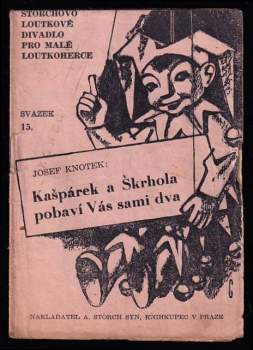 STORCHOVO
LOUTKOVÉ
DIVADLO
PRO MALÉ
LOUTKOHERCE
SVAZEK
15.
JOSEF KNOTEK:
Kašpárek a Škrhola
pobaví Vás sami dva
NAKLADATEL A. STORCH SYN, KNIHKUPEC V PRAZE